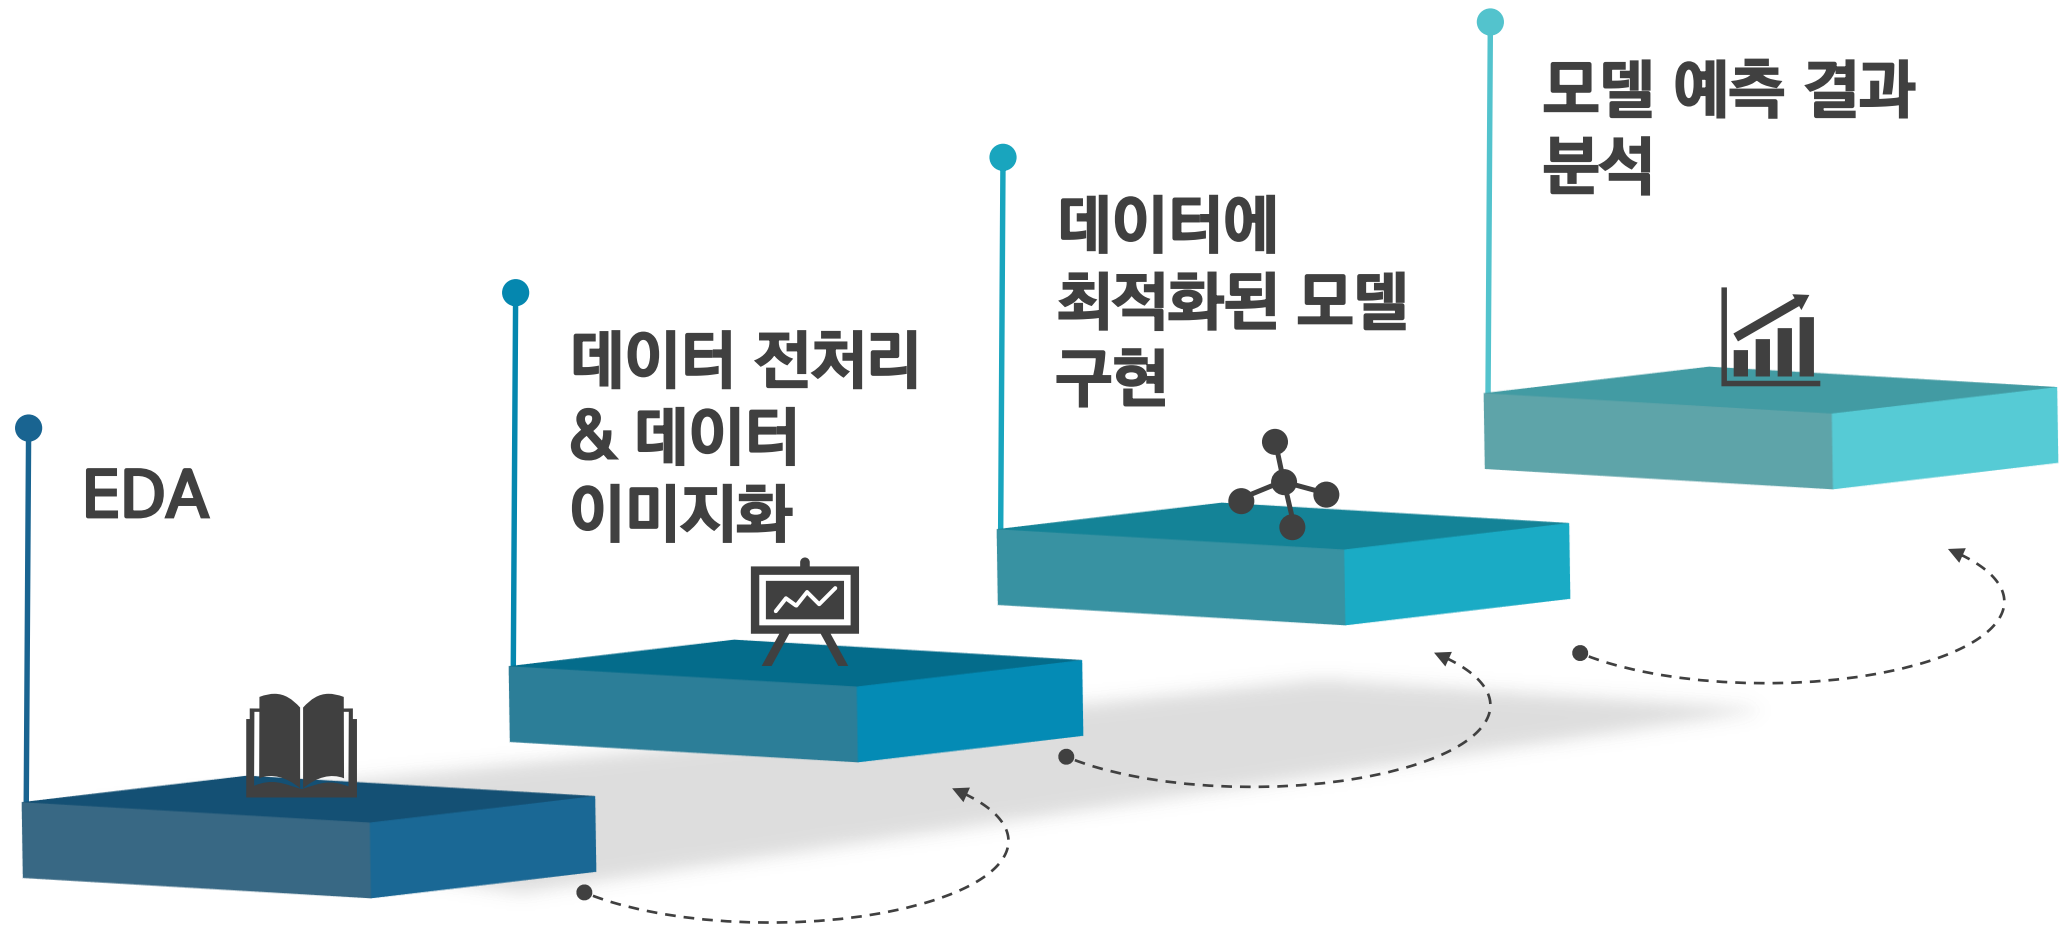 EDA
데이터 전처리
& 데이터
이미지화
데이터에
최적화된 모델
구현
모델 예측 결과
분석